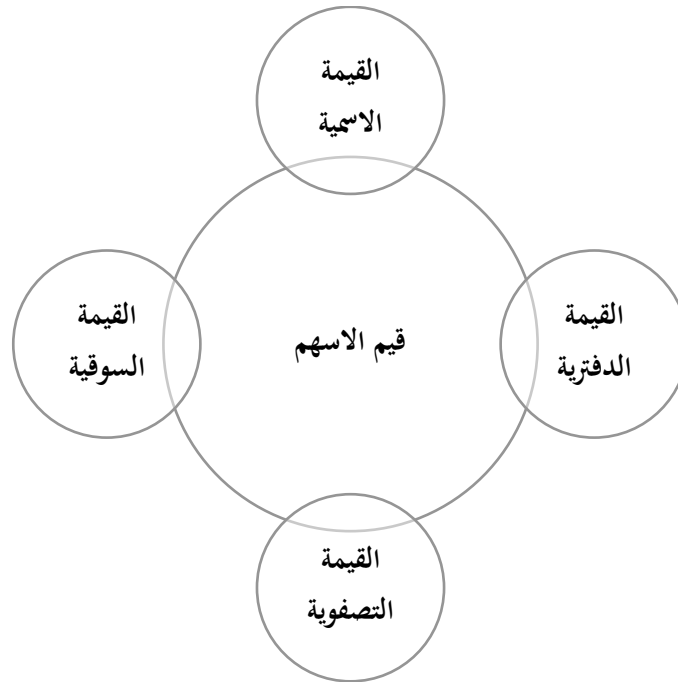 القيمة
الاسمية
القيمة
الدفترية
قيم الاسهم
القيمة
السوقية
القيمة
التصفوية